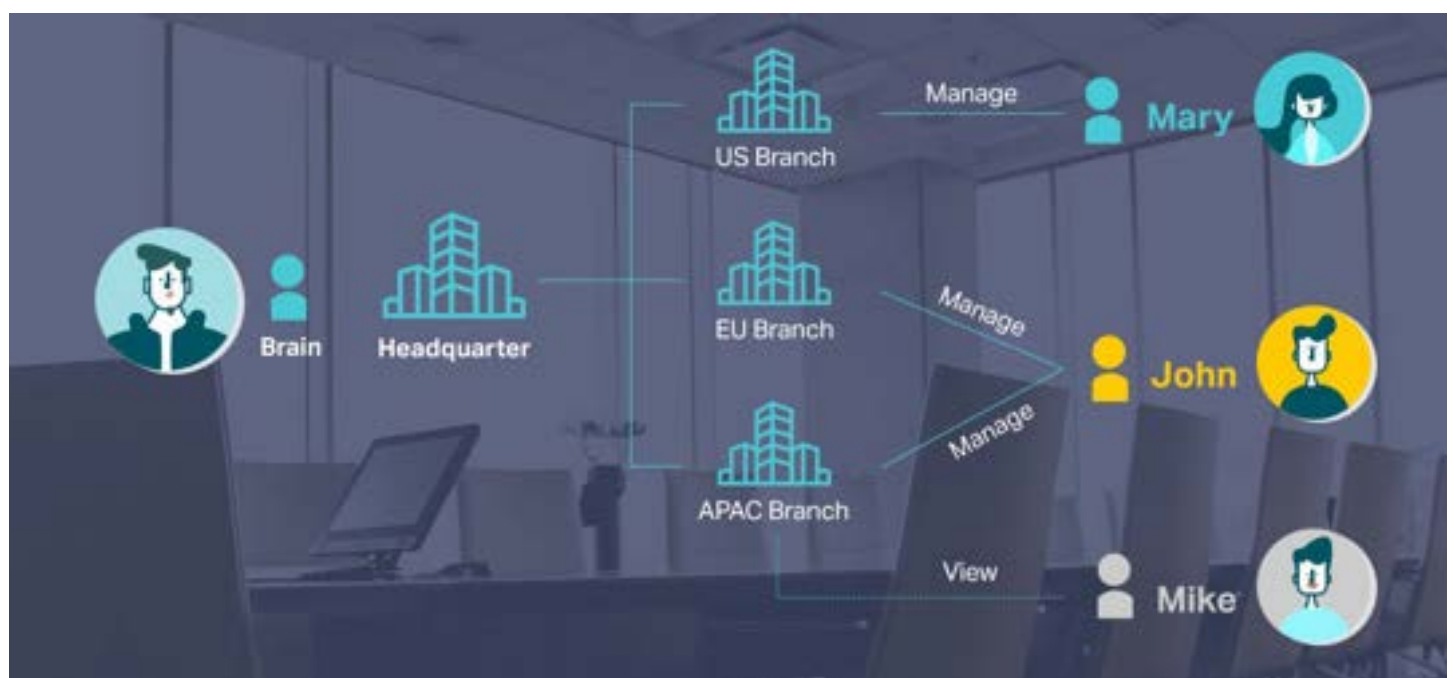 Manage
Mary
US Branch
Brain
Headquarter
EU Branch
Manage
John
Manage
APAC Branch
View
Mike